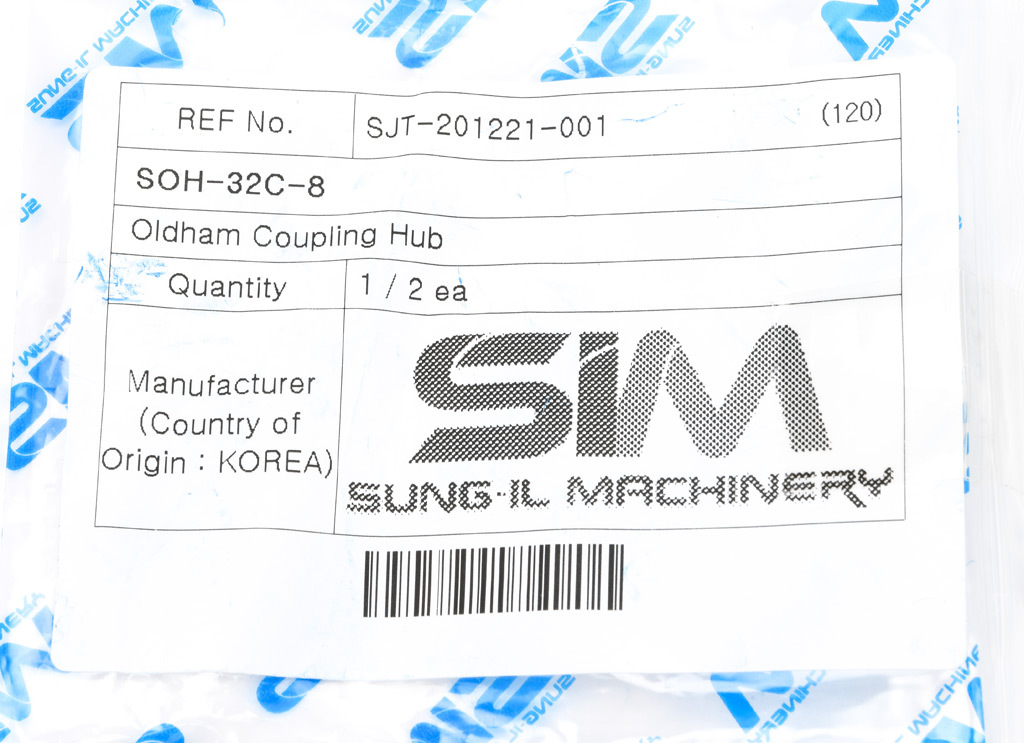 REF No. SJT-201221-001 (120)
SOH-32C-8
Oldham Coupling Hub
Quantity 1 / 2 ea
Manufacturer
(Country of
Origin : KOREA)
SIM
SUNG-IL MACHINERY